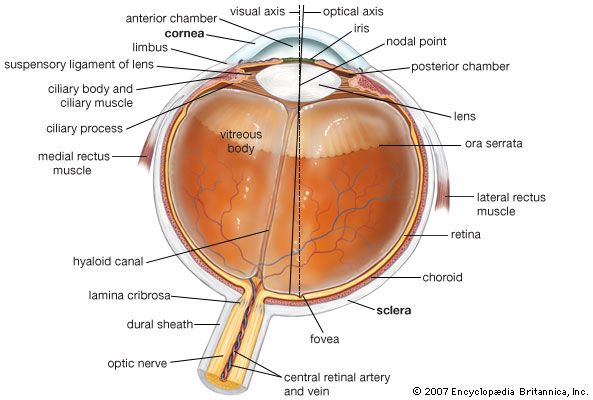 visual axis
optical axis
anterior chamber
cornea
iris
limbus
nodal point
suspensory ligament of lens
posterior chamber
ciliary body and
ciliary muscle
lens
ciliary process
vitreous
body
ora serrata
medial rectus
muscle
lateral rectus
muscle
retina
hyaloid canal
choroid
lamina cribrosa
sclera
dural sheath
fovea
optic nerve
central retinal artery
and vein
© 2007 Encyclopædia Britannica, Inc.